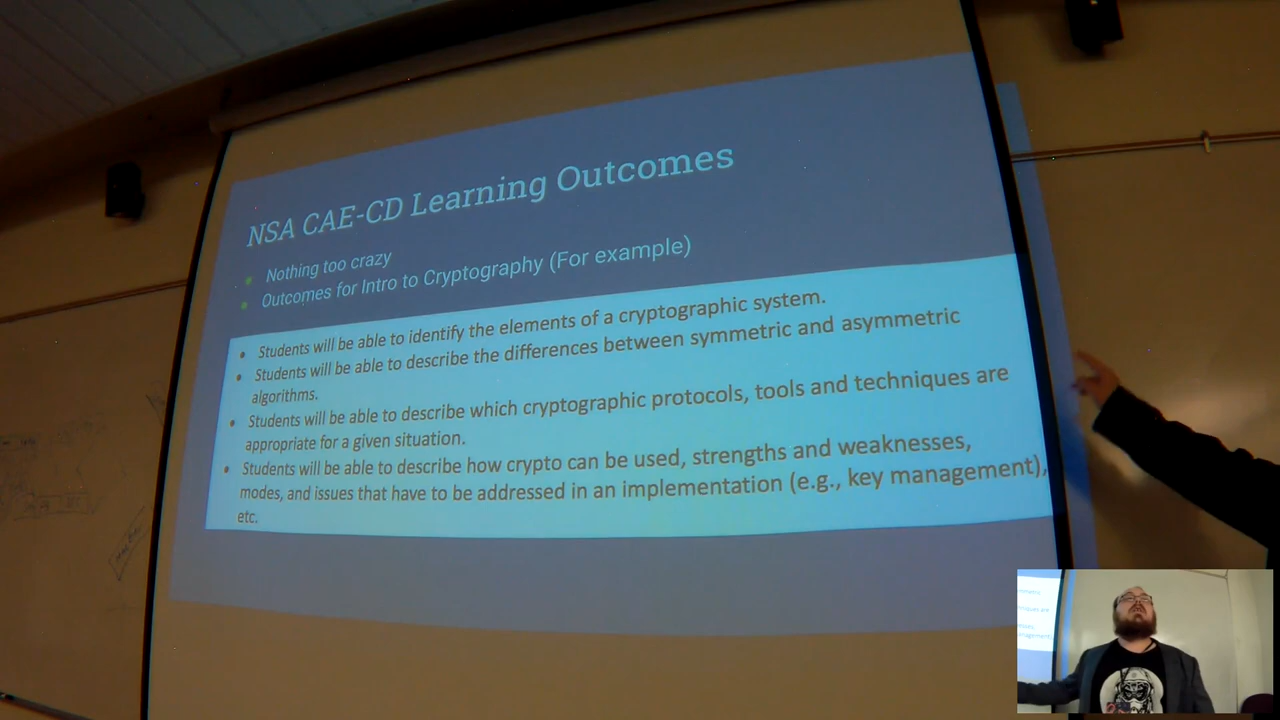 NSA CAE-CD Learning Outcomes
Nothing too crazy
Outcomes for Intro to Cryptography (For example)
• Students will be able to identify the elements of a cryptographic system.
• Students will be able to describe the differences between symmetric and asymmetric
algorithms.
• Students will be able to describe which cryptographic protocols, tools and techniques are
appropriate for a given situation.
• Students will be able to describe how crypto can be used, strengths and weaknesses,
modes, and issues that have to be addressed in an implementation (e.g., key management),
etc.